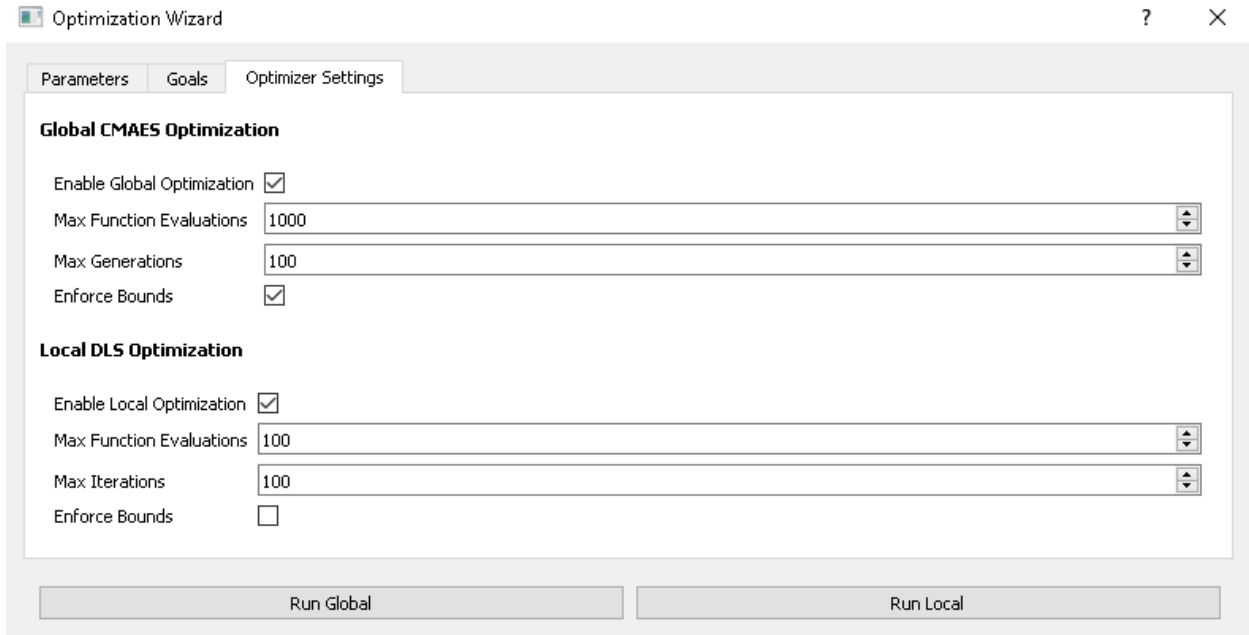 Optimization Wizard ?
Parameters Goals Optimizer Settings
Global CMAES Optimization
Enable Global Optimization
Max Function Evaluations 1000
Max Generations 100
Enforce Bounds
Local DLS Optimization
Enable Local Optimization
Max Function Evaluations 100
Max Iterations 100
Enforce Bounds
Run Global Run Local